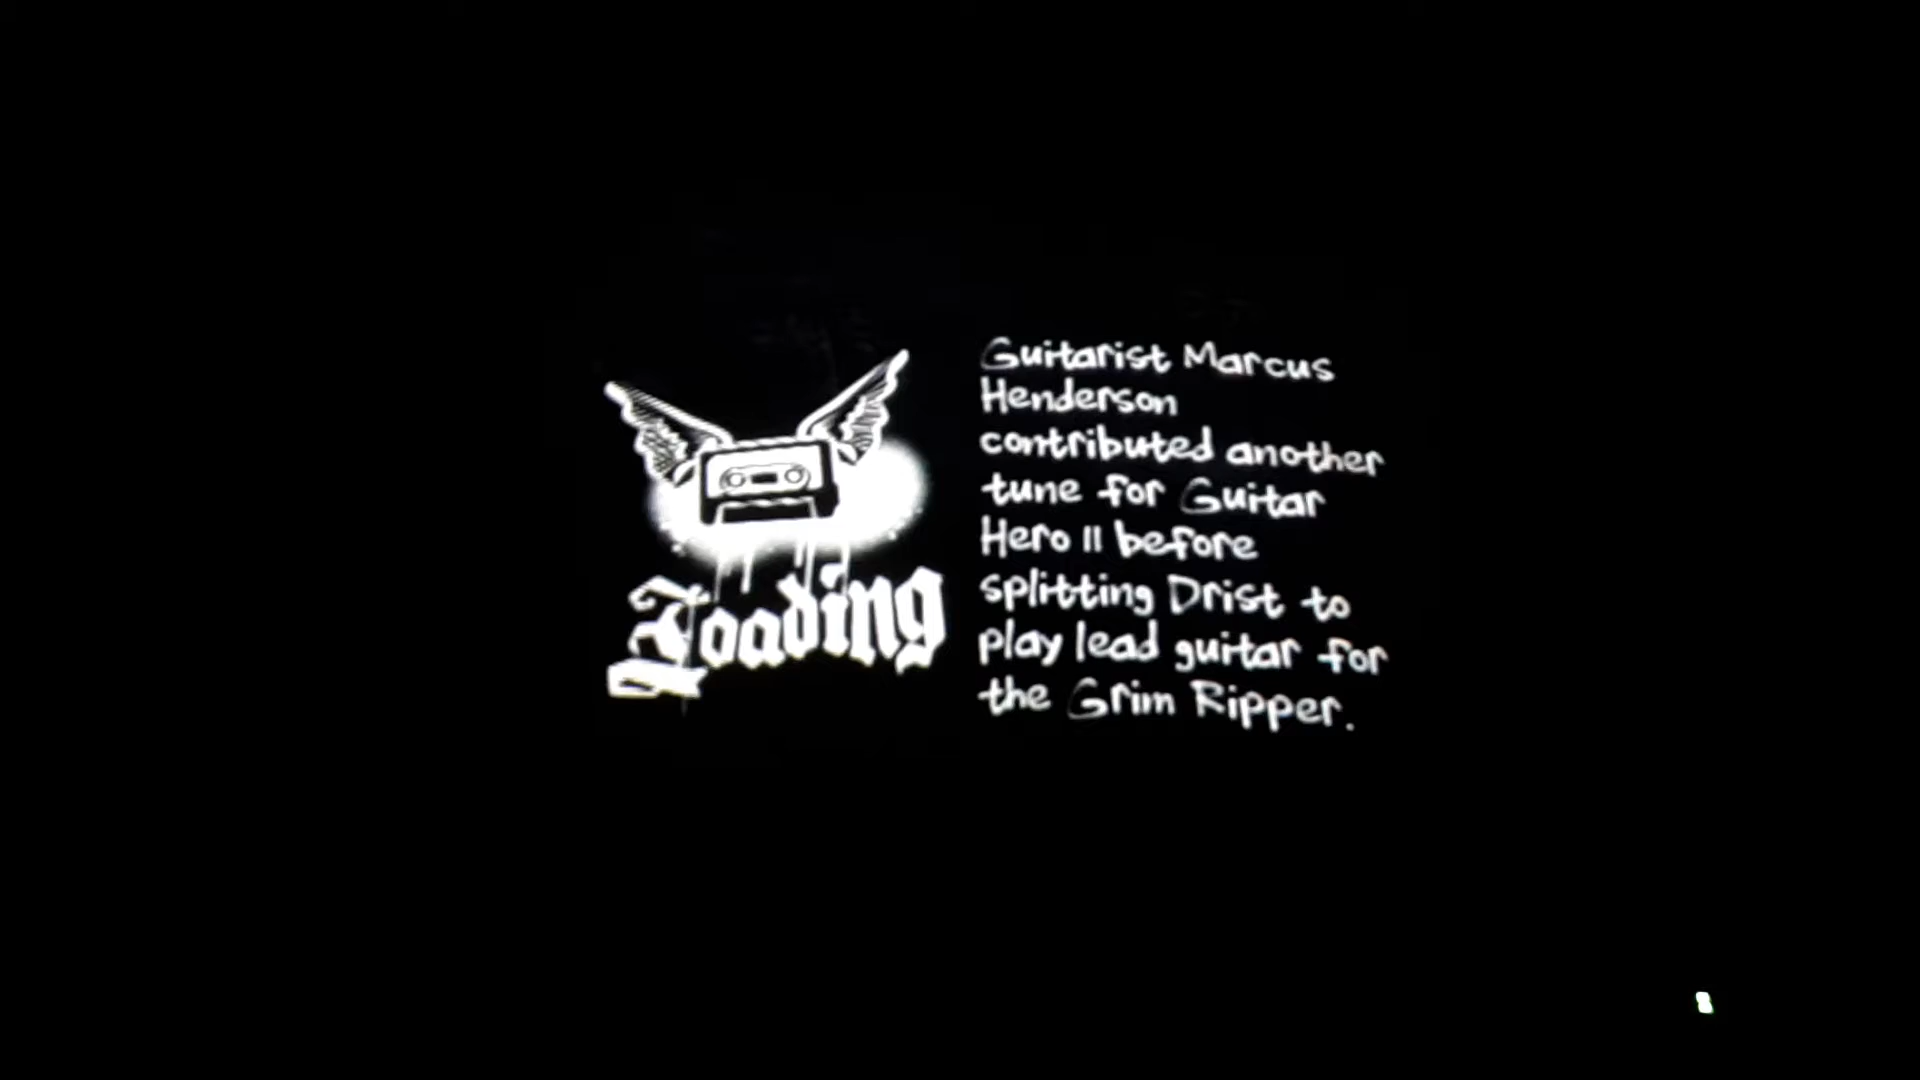 Loading
Guitarist Marcus
Henderson
contributed another
tune for Guitar
Hero II before
splitting Drist to
play lead guitar for
the Grim Ripper.